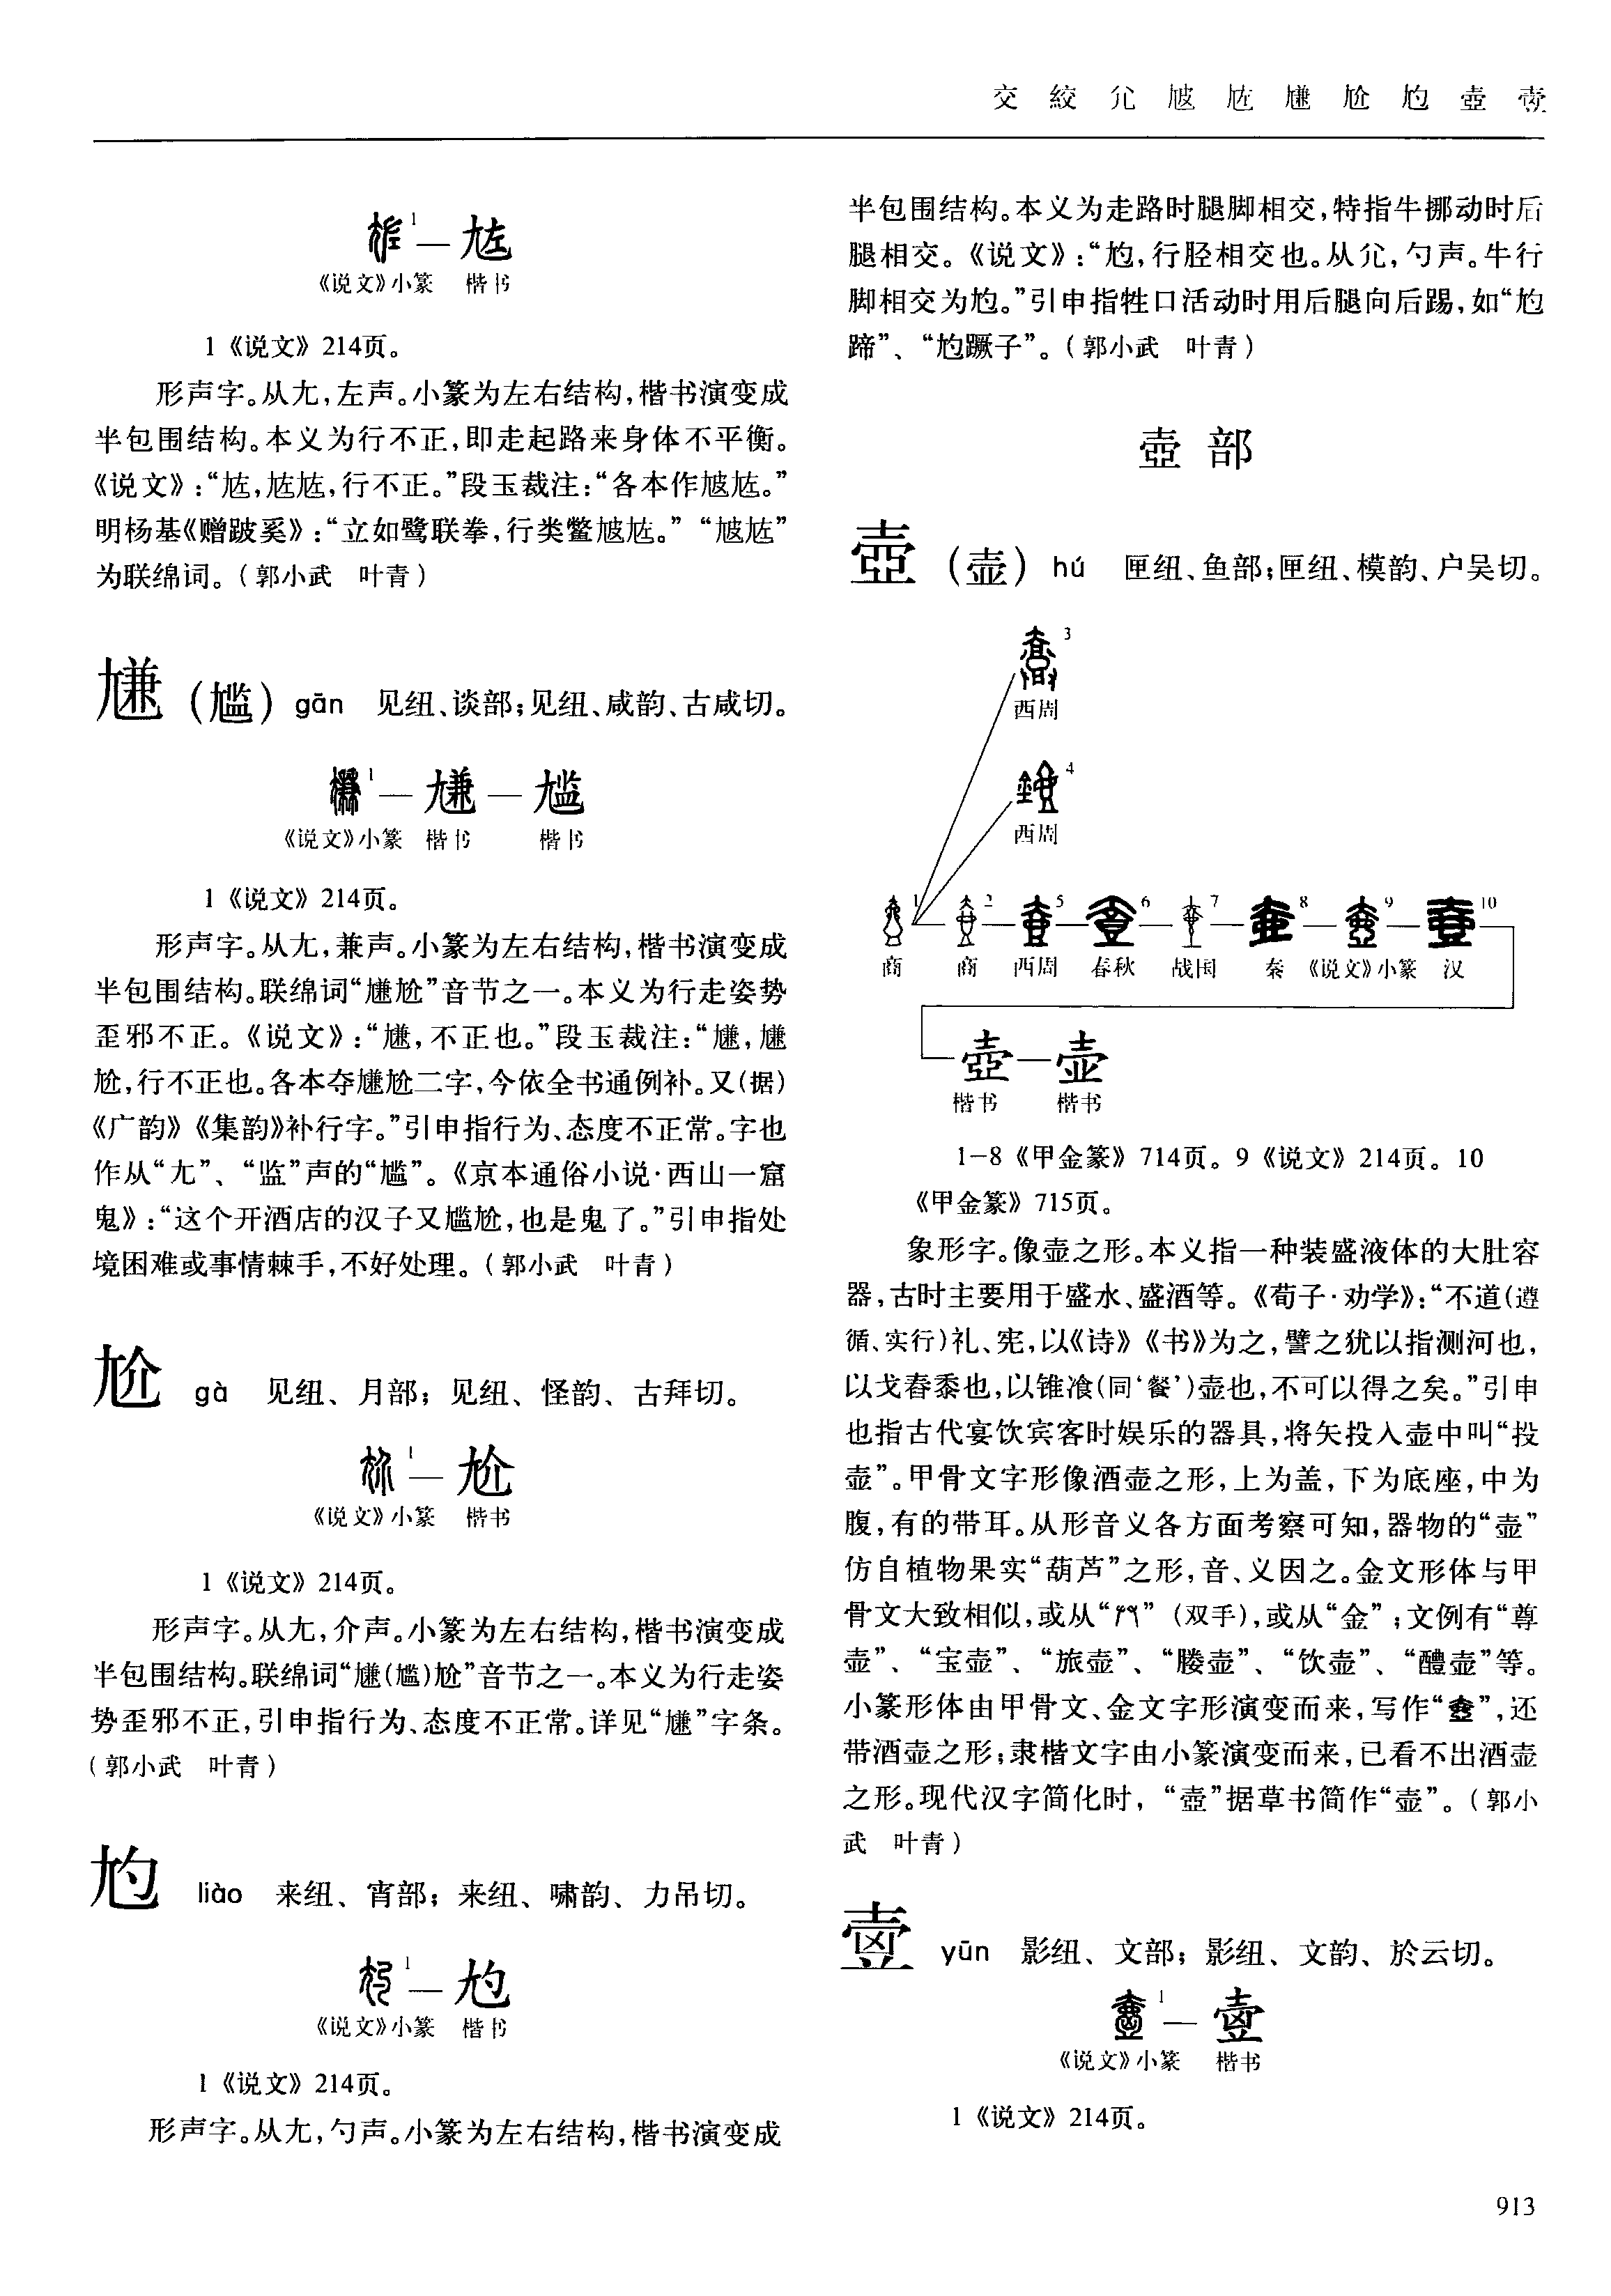 交 絞 尣 㝿 尪 尲 尬 尥 壺 壹
尪
《说文》小篆 楷书
1《说文》214页。
形声字。从尢，左声。小篆为左右结构，楷书演变成
半包围结构。本义为行不正，即走起路来身体不平衡。
《说文》：“，，行不正。”段玉裁注：“各本作。”
明杨基《赠跛奚》：“立如鹭联拳，行类鳖。”“”
为联绵词。（郭小武 叶青）
尲（尴）gān 见纽、谈部；见纽、咸韵、古咸切。
1 — 尲 — 尴
《说文》小篆 楷书 楷书
1《说文》214页。
形声字。从尢，兼声。小篆为左右结构，楷书演变成
半包围结构。联绵词“尲尬”音节之一。本义为行走姿势
歪邪不正。《说文》：“尲，不正也。”段玉裁注：“尲，尲
尬，行不正也。各本夺尲尬二字，今依全书通例补。又（据）
《广韵》《集韵》补行字。”引申指行为、态度不正常。字也
作从“尢”、“监”声的“尴”。《京本通俗小说·西山一窟
鬼》：“这个开酒店的汉子又尴尬，也是鬼了。”引申指处
境困难或事情棘手，不好处理。（郭小武 叶青）
尬 gà 见纽、月部；见纽、怪韵、古拜切。
1 — 尬
《说文》小篆 楷书
1《说文》214页。
形声字。从尢，介声。小篆为左右结构，楷书演变成
半包围结构。联绵词“尲（尴）尬”音节之一。本义为行走姿
势歪邪不正，引申指行为、态度不正常。详见“尲”字条。
（郭小武 叶青）
尥 liào 来纽、宵部；来纽、啸韵、力吊切。
1 — 尥
《说文》小篆 楷书
1《说文》214页。
形声字。从尢，勺声。小篆为左右结构，楷书演变成
半包围结构。本义为走路时腿脚相交，特指牛挪动时后
腿相交。《说文》：“尥，行胫相交也。从尣，勺声。牛行
脚相交为尥。”引申指牲口活动时用后腿向后踢，如“尥
蹄”、“尥蹶子”。（郭小武 叶青）
壺 部
壺（壶）hú 匣纽、鱼部；匣纽、模韵、户吴切。
3
西周
4
西周
1 2 5 6 7 8 9 10
商 商 西周 春秋 战国 秦 《说文》小篆 汉
壺 — 壶
楷书 楷书
1-8《甲金篆》714页。9《说文》214页。10
《甲金篆》715页。
象形字。像壶之形。本义指一种装盛液体的大肚容
器，古时主要用于盛水、盛酒等。《荀子·劝学》：“不道（遵
循、实行）礼、宪，以《诗》《书》为之，譬之犹以指测河也，
以戈舂黍也，以锥飡（同‘餐’）壶也，不可以得之矣。”引申
也指古代宴饮宾客时娱乐的器具，将矢投入壶中叫“投
壶”。甲骨文字形像酒壶之形，上为盖，下为底座，中为
腹，有的带耳。从形音义各方面考察可知，器物的“壶”
仿自植物果实“葫芦”之形，音、义因之。金文形体与甲
骨文大致相似，或从“”（双手），或从“金”；文例有“尊
壶”、“宝壶”、“旅壶”、“媵壶”、“饮壶”、“醴壶”等。
小篆形体由甲骨文、金文字形演变而来，写作“”，还
带酒壶之形；隶楷文字由小篆演变而来，已看不出酒壶
之形。现代汉字简化时，“壺”据草书简作“壶”。（郭小
武 叶青）
yūn 影纽、文部；影纽、文韵、於云切。
1 —
《说文》小篆 楷书
1《说文》214页。
913